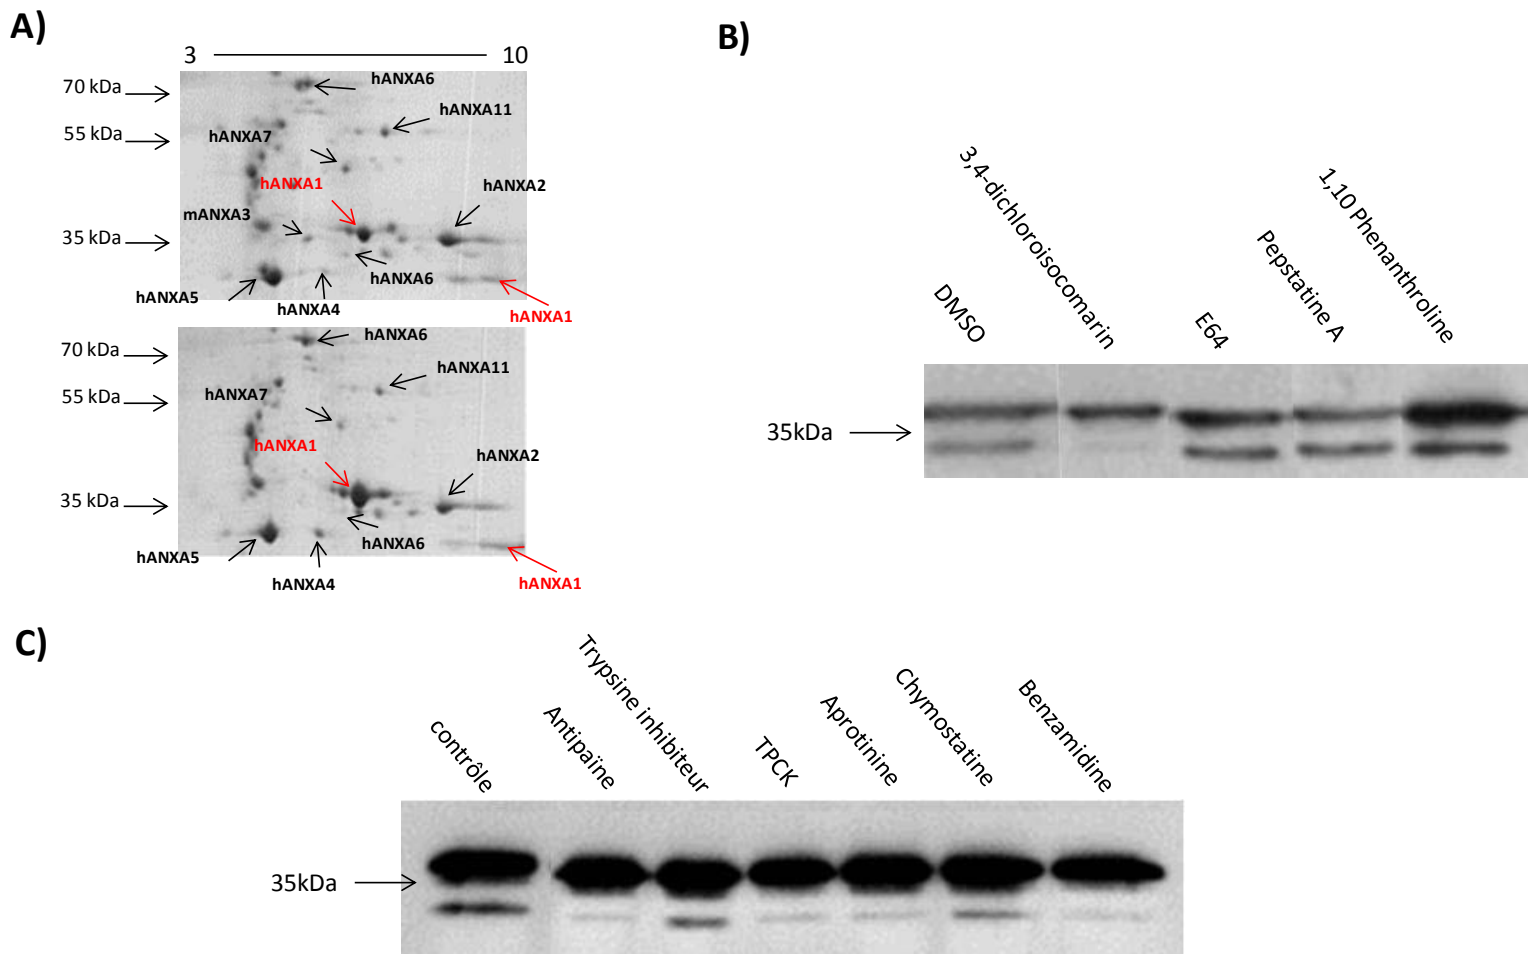 A)
3
10
70 kDa
hANXA6
hANXA11
55 kDa
hANXA7
hANXA1
hANXA2
mANXA3
35 kDa
hANXA6
hANXA5
hANXA4
hANXA1
70 kDa
hANXA6
hANXA11
55 kDa
hANXA7
hANXA1
hANXA2
35 kDa
hANXA6
hANXA5
hANXA4
hANXA1
B)
DMSO
3,4-dichloroisocomarin
E64
Pepstatine A
1,10 Phenanthroline
35kDa
C)
contrôle
Antipaïne
Trypsine inhibiteur
TPCK
Aprotinine
Chymostatine
Benzamidine
35kDa